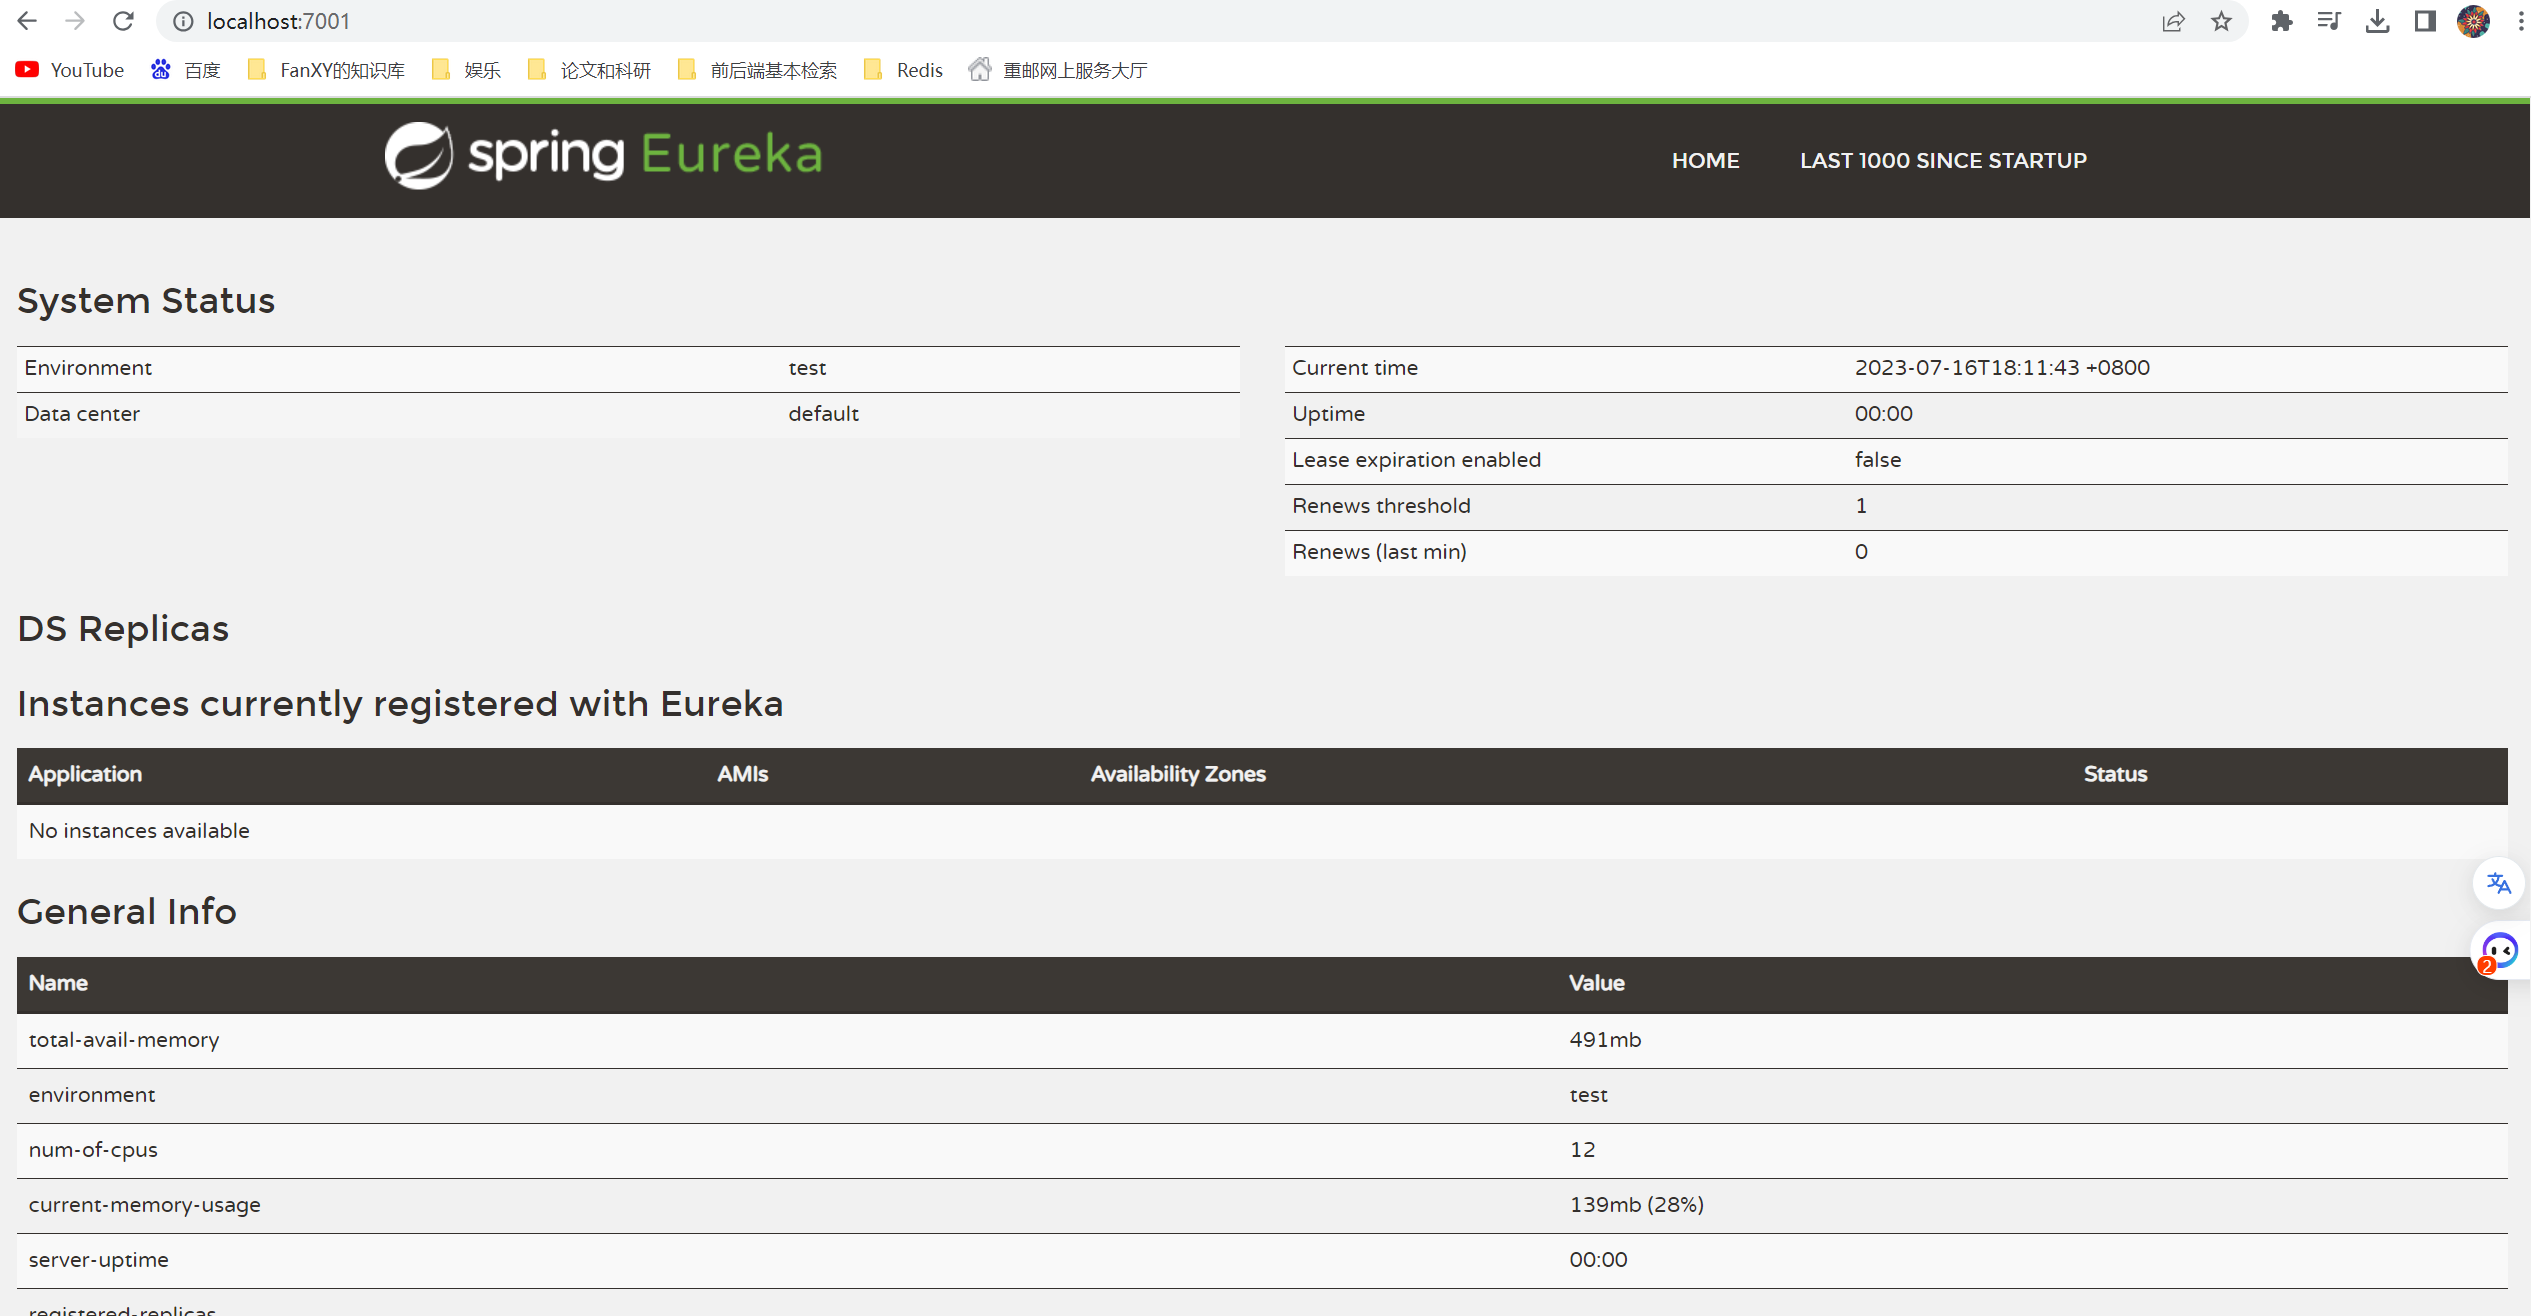 localhost:7001
YouTube 百度 FanXY的知识库 娱乐 论文和科研 前后端基本检索 Redis 重邮网上服务大厅
spring Eureka HOME LAST 1000 SINCE STARTUP
System Status
Environment test Current time 2023-07-16T18:11:43 +0800
Data center default Uptime 00:00
Lease expiration enabled false
Renews threshold 1
Renews (last min) 0
DS Replicas
Instances currently registered with Eureka
Application AMIs Availability Zones Status
No instances available
General Info
2
Name Value
total-avail-memory 491mb
environment test
num-of-cpus 12
current-memory-usage 139mb (28%)
server-uptime 00:00
registered-replicas